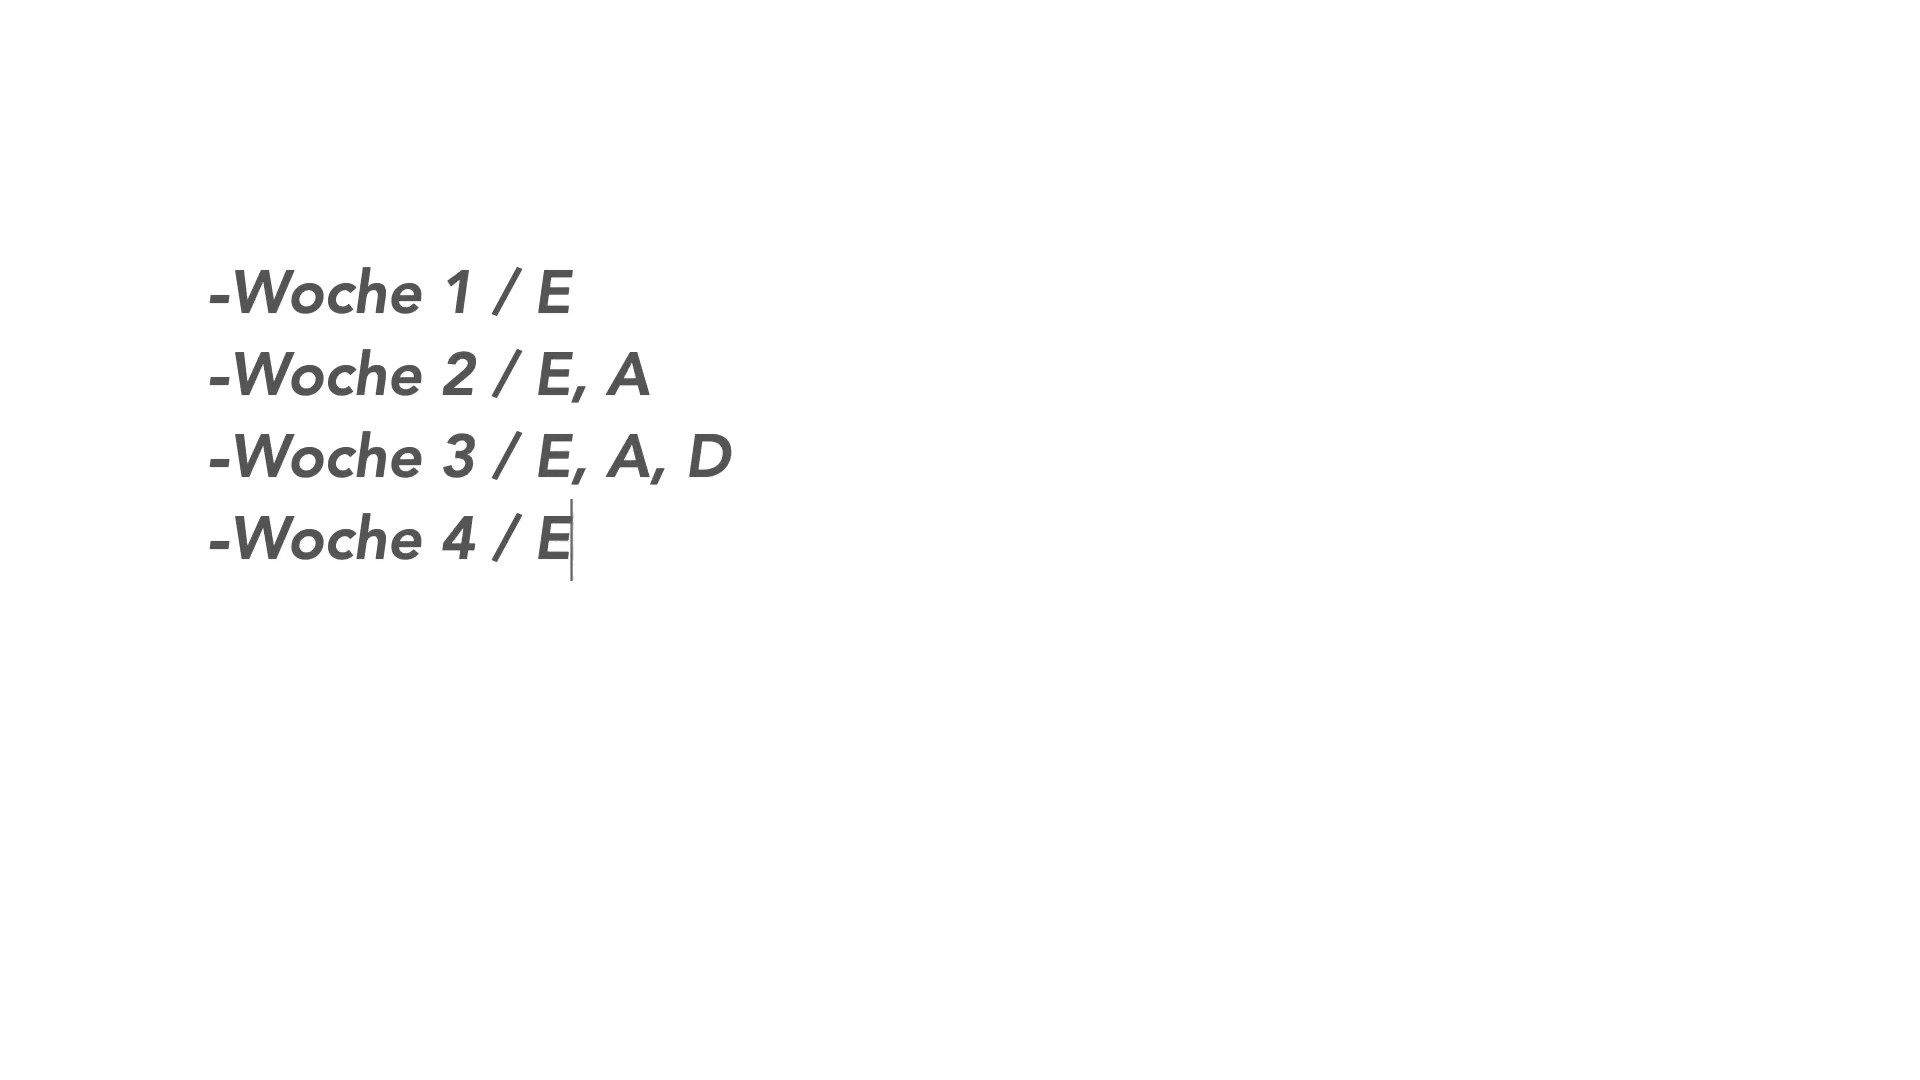 -Woche 1 / E
-Woche 2 / E, A
-Woche 3 / E, A, D
-Woche 4 / E